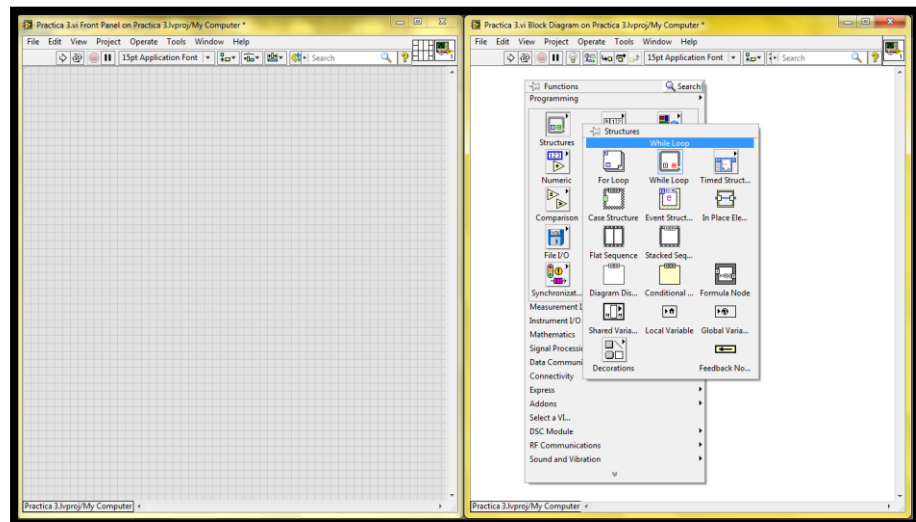 Practica 3.vi Front Panel on Practica 3.lvproj/My Computer *
File Edit View Project Operate Tools Window Help
15pt Application Font
Search
Practica 3.lvproj/My Computer
Practica 3.vi Block Diagram on Practica 3.lvproj/My Computer *
File Edit View Project Operate Tools Window Help
15pt Application Font
Search
Functions
Search
Programming
Structures
Numeric
Comparison
File I/O
Synchronizat...
Measurement I
Instrument I/O
Mathematics
Signal Processi
Data Communi
Connectivity
Express
Addons
Select a VI...
DSC Module
RF Communications
Sound and Vibration
Structures
While Loop
For Loop While Loop Timed Struct...
Case Structure Event Struct... In Place Ele...
Flat Sequence Stacked Seq...
Diagram Dis... Conditional ... Formula Node
Shared Varia... Local Variable Global Varia...
Decorations Feedback No...
Practica 3.lvproj/My Computer